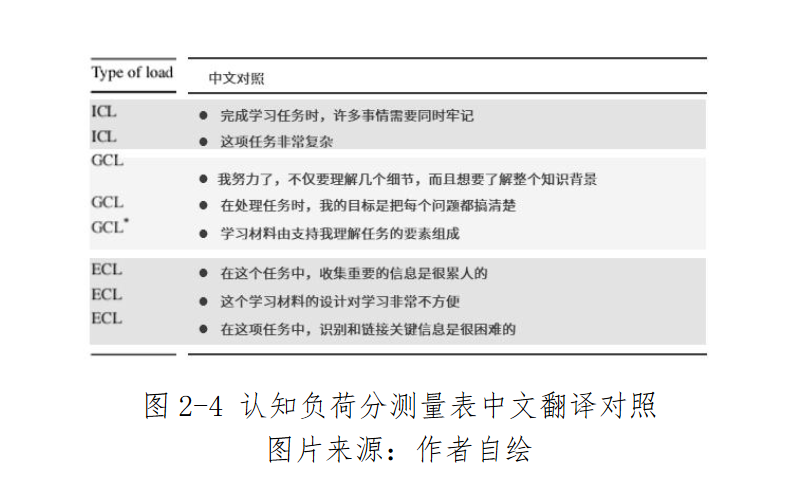 Type of load 中文对照
ICL ● 完成学习任务时，许多事情需要同时牢记
ICL ● 这项任务非常复杂
GCL ● 我努力了，不仅要理解几个细节，而且想要了解整个知识背景
GCL ● 在处理任务时，我的目标是把每个问题都搞清楚
GCL* ● 学习材料由支持我理解任务的要素组成
ECL ● 在这个任务中，收集重要的信息是很累人的
ECL ● 这个学习材料的设计对学习非常不方便
ECL ● 在这项任务中，识别和链接关键信息是很困难的
图 2-4 认知负荷分测量表中文翻译对照
图片来源：作者自绘